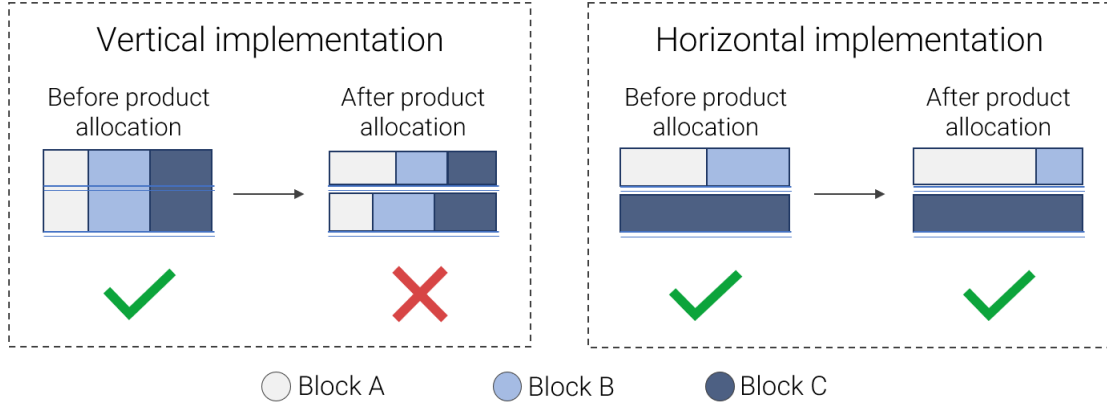 Vertical implementation
Before product
allocation
After product
allocation
Horizontal implementation
Before product
allocation
After product
allocation
Block A
Block B
Block C